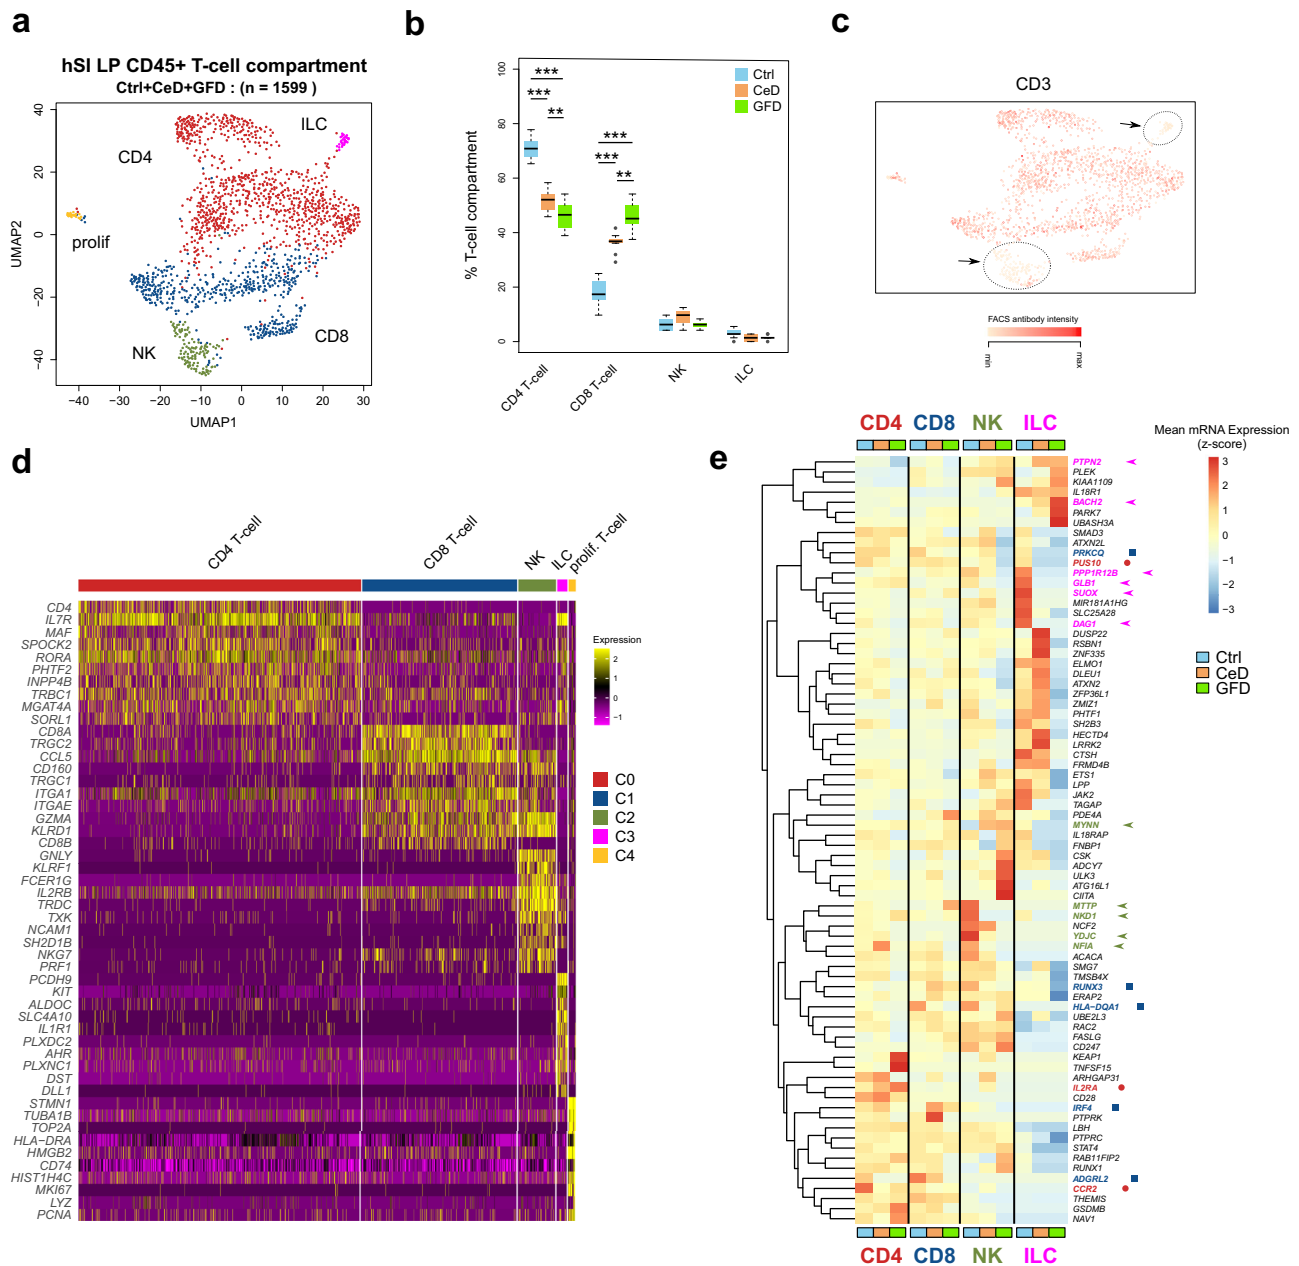 a
hSI LP CD45+ T-cell compartment
Ctrl+CeD+GFD : (n = 1599 )
UMAP2
40
20
0
−20
−40
CD4
ILC
prolif
NK
CD8
−40 −30 −20 −10 0 10 20 30
UMAP1
b
% T-cell compartment
100
80
60
40
20
0
Ctrl
CeD
GFD
***
***
**
***
***
**
CD4 T-cell
CD8 T-cell
NK
ILC
c
CD3
FACS antibody intensity
min
max
d
CD4 T-cell
CD8 T-cell
NK
ILC
prolif. T-cell
CD4
IL7R
MAF
SPOCK2
RORA
PHTF2
INPP4B
TRBC1
MGAT4A
SORL1
CD8A
TRGC2
CCL5
CD160
TRGC1
ITGA1
ITGAE
GZMA
KLRD1
CD8B
GNLY
KLRF1
FCER1G
IL2RB
TRDC
TXK
NCAM1
SH2D1B
NKG7
PRF1
PCDH9
KIT
ALDOC
SLC4A10
IL1R1
PLXDC2
AHR
PLXNC1
DST
DLL1
STMN1
TUBA1B
TOP2A
HLA−DRA
HMGB2
CD74
HIST1H4C
MKI67
LYZ
PCNA
Expression
2
1
0
−1
C0
C1
C2
C3
C4
e
CD4 CD8 NK ILC
PTPN2
PLEK
KIAA1109
IL18R1
BACH2
PARK7
UBASH3A
SMAD3
ATXN2L
PRKCQ
PUS10
PPP1R12B
GLB1
SUOX
MIR181A1HG
SLC25A28
DAG1
DUSP22
RSBN1
ZNF335
ELMO1
DLEU1
ATXN2
ZFP36L1
ZMIZ1
PHTF1
SH2B3
HECTD4
LRRK2
CTSH
FRMD4B
ETS1
LPP
JAK2
TAGAP
PDE4A
MYNN
IL18RAP
FNBP1
CSK
ADCY7
ULK3
ATG16L1
CIITA
MTTP
NKD1
NCF2
YDJC
NFIA
ACACA
SMG7
TMSB4X
RUNX3
ERAP2
HLA−DQA1
UBE2L3
RAC2
FASLG
CD247
KEAP1
TNFSF15
ARHGAP31
IL2RA
CD28
IRF4
PTPRK
LBH
PTPRC
STAT4
RAB11FIP2
RUNX1
ADGRL2
CCR2
THEMIS
GSDMB
NAV1
CD4 CD8 NK ILC
Mean mRNA Expression
(z-score)
3
2
1
0
−1
−2
−3
Ctrl
CeD
GFD